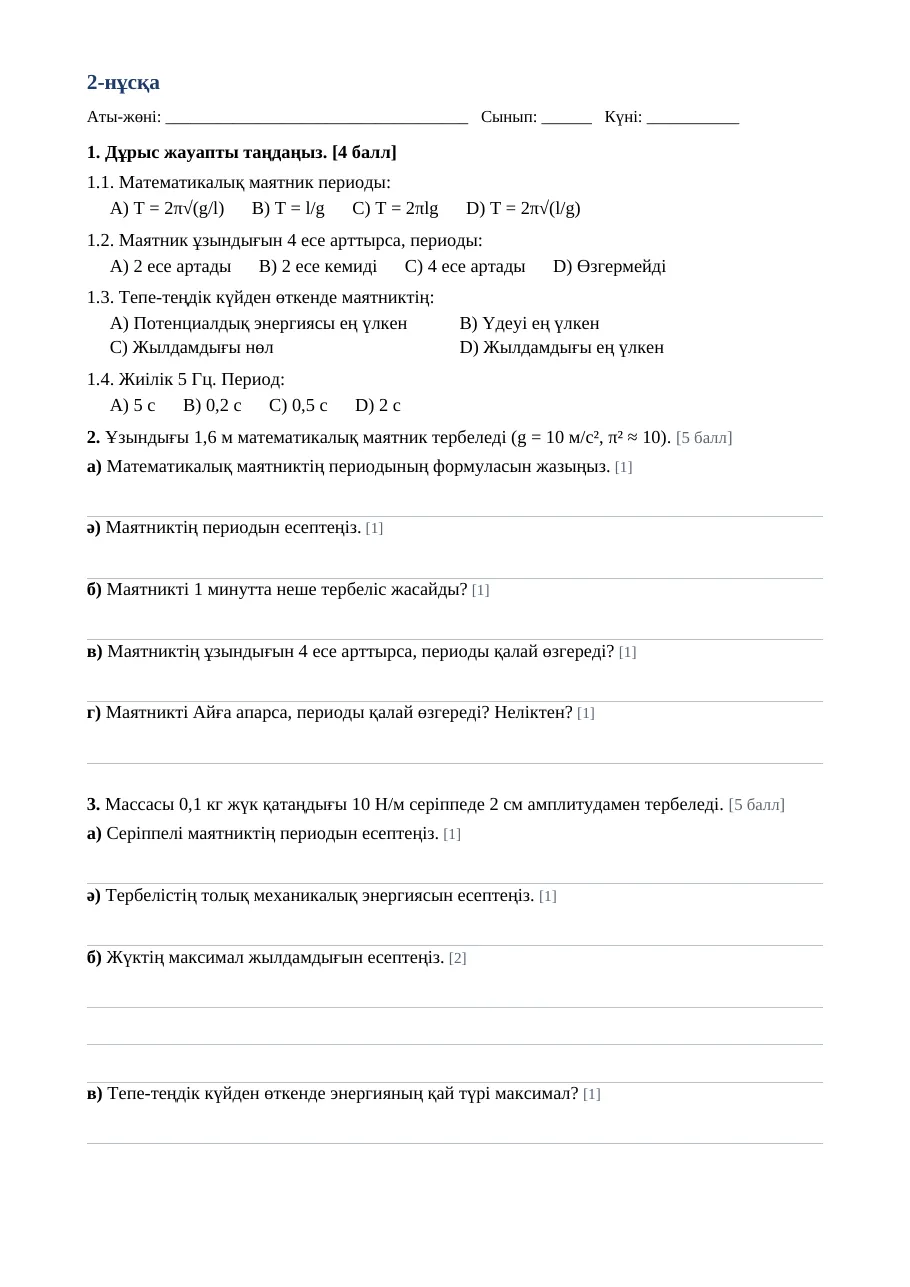 2-нұсқа
Аты-жөні: ____________________________________ Сынып: ______ Күні: ___________
1. Дұрыс жауапты таңдаңыз. [4 балл]
1.1. Математикалық маятник периоды:
A) T = 2π√(g/l) B) T = l/g C) T = 2πlg D) T = 2π√(l/g)
1.2. Маятник ұзындығын 4 есе арттырса, периоды:
A) 2 есе артады B) 2 есе кемиді C) 4 есе артады D) Өзгермейді
1.3. Тепе-теңдік күйден өткенде маятниктің:
A) Потенциалдық энергиясы ең үлкен B) Үдеуі ең үлкен
C) Жылдамдығы нөл D) Жылдамдығы ең үлкен
1.4. Жиілік 5 Гц. Период:
A) 5 с B) 0,2 с C) 0,5 с D) 2 с
2. Ұзындығы 1,6 м математикалық маятник тербеледі (g = 10 м/с², π² ≈ 10). [5 балл]
а) Математикалық маятниктің периодының формуласын жазыңыз. [1]
ә) Маятниктің периодын есептеңіз. [1]
б) Маятникті 1 минутта неше тербеліс жасайды? [1]
в) Маятниктің ұзындығын 4 есе арттырса, периоды қалай өзгереді? [1]
г) Маятникті Айға апарса, периоды қалай өзгереді? Неліктен? [1]
3. Массасы 0,1 кг жүк қатаңдығы 10 Н/м серіппеде 2 см амплитудамен тербеледі. [5 балл]
а) Серіппелі маятниктің периодын есептеңіз. [1]
ә) Тербелістің толық механикалық энергиясын есептеңіз. [1]
б) Жүктің максимал жылдамдығын есептеңіз. [2]
в) Тепе-теңдік күйден өткенде энергияның қай түрі максимал? [1]